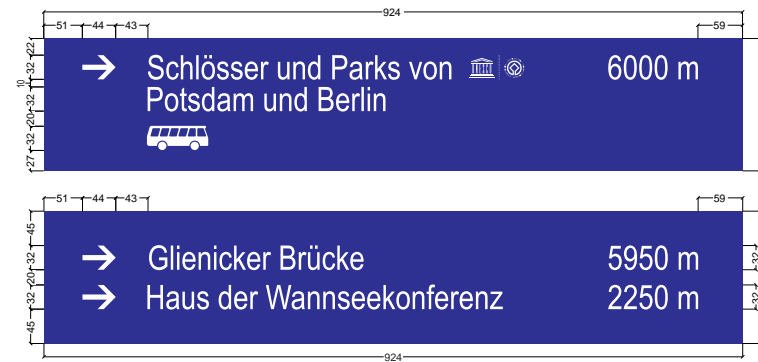 924
51 44 43 59
22 32 10 32 20 32 27
→ Schlösser und Parks von 6000 m
Potsdam und Berlin
51 44 43 59
45 32 20 32 45
→ Glienicker Brücke 5950 m
→ Haus der Wannseekonferenz 2250 m
32 32
924